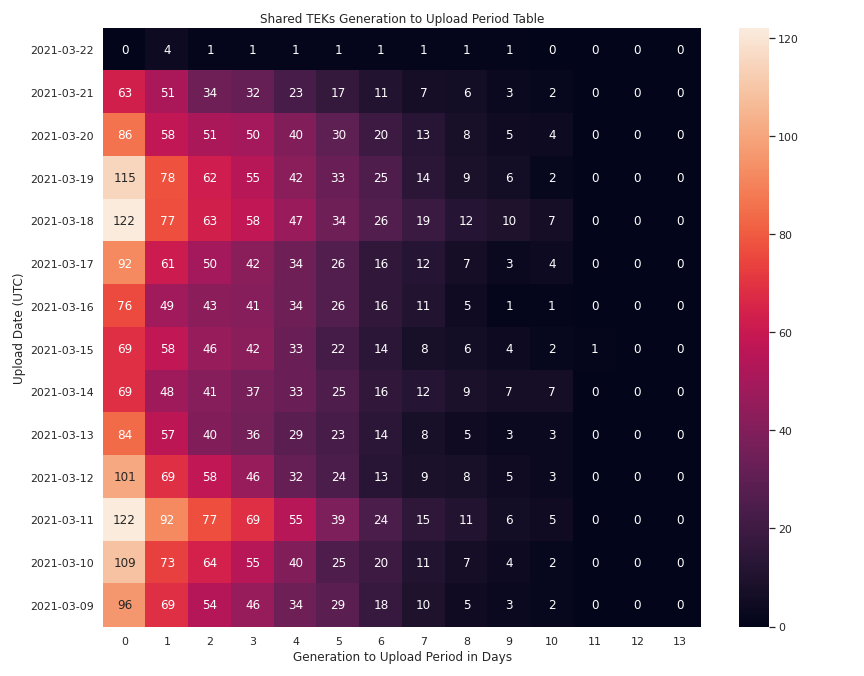 Shared TEKs Generation to Upload Period Table
Upload Date (UTC)
2021-03-22 0 4 1 1 1 1 1 1 1 1 0 0 0 0
2021-03-21 63 51 34 32 23 17 11 7 6 3 2 0 0 0
2021-03-20 86 58 51 50 40 30 20 13 8 5 4 0 0 0
2021-03-19 115 78 62 55 42 33 25 14 9 6 2 0 0 0
2021-03-18 122 77 63 58 47 34 26 19 12 10 7 0 0 0
2021-03-17 92 61 50 42 34 26 16 12 7 3 4 0 0 0
2021-03-16 76 49 43 41 34 26 16 11 5 1 1 0 0 0
2021-03-15 69 58 46 42 33 22 14 8 6 4 2 1 0 0
2021-03-14 69 48 41 37 33 25 16 12 9 7 7 0 0 0
2021-03-13 84 57 40 36 29 23 14 8 5 3 3 0 0 0
2021-03-12 101 69 58 46 32 24 13 9 8 5 3 0 0 0
2021-03-11 122 92 77 69 55 39 24 15 11 6 5 0 0 0
2021-03-10 109 73 64 55 40 25 20 11 7 4 2 0 0 0
2021-03-09 96 69 54 46 34 29 18 10 5 3 2 0 0 0
0 1 2 3 4 5 6 7 8 9 10 11 12 13
Generation to Upload Period in Days
120
100
80
60
40
20
0